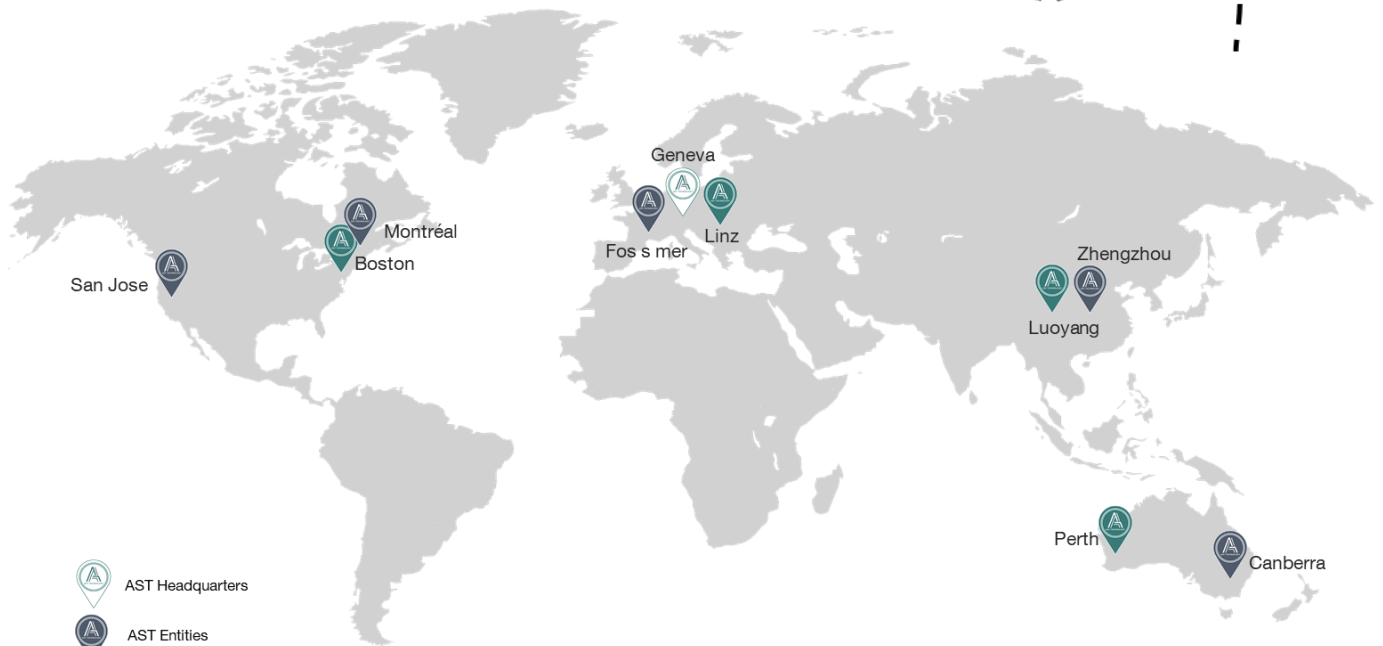 Geneva
Montréal
Linz
Fos s mer
Boston
Zhengzhou
San Jose
Luoyang
Perth
Canberra
AST Headquarters
AST Entities